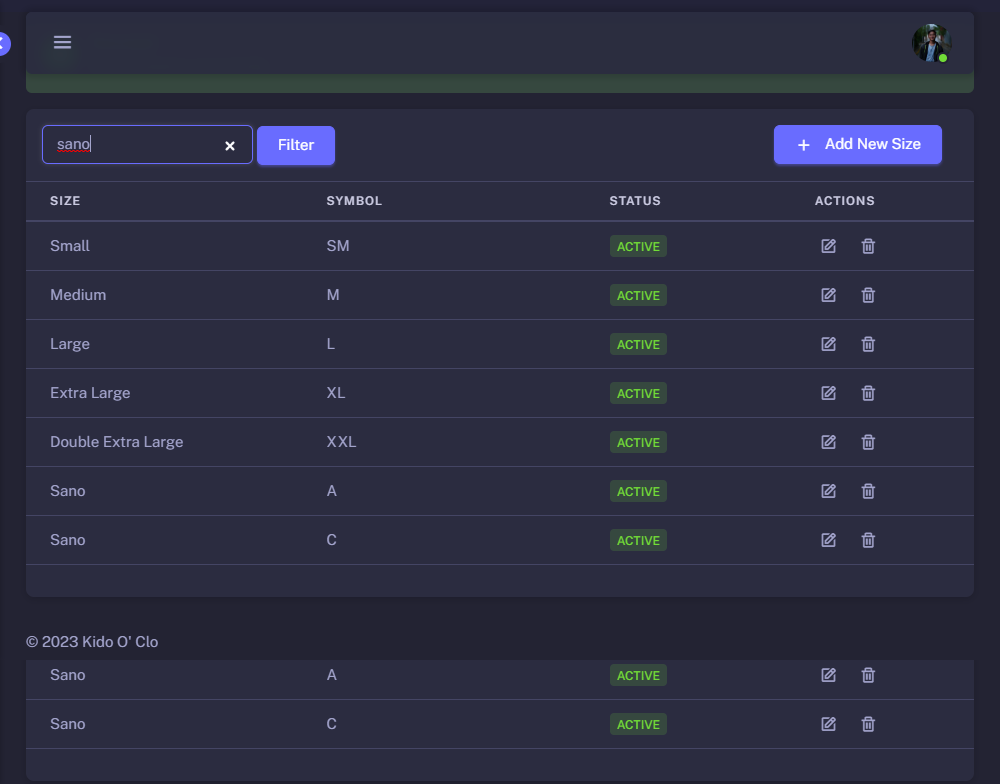 sano × Filter + Add New Size
SIZE SYMBOL STATUS ACTIONS
Small SM ACTIVE
Medium M ACTIVE
Large L ACTIVE
Extra Large XL ACTIVE
Double Extra Large XXL ACTIVE
Sano A ACTIVE
Sano C ACTIVE
© 2023 Kido O' Clo
Sano A ACTIVE
Sano C ACTIVE